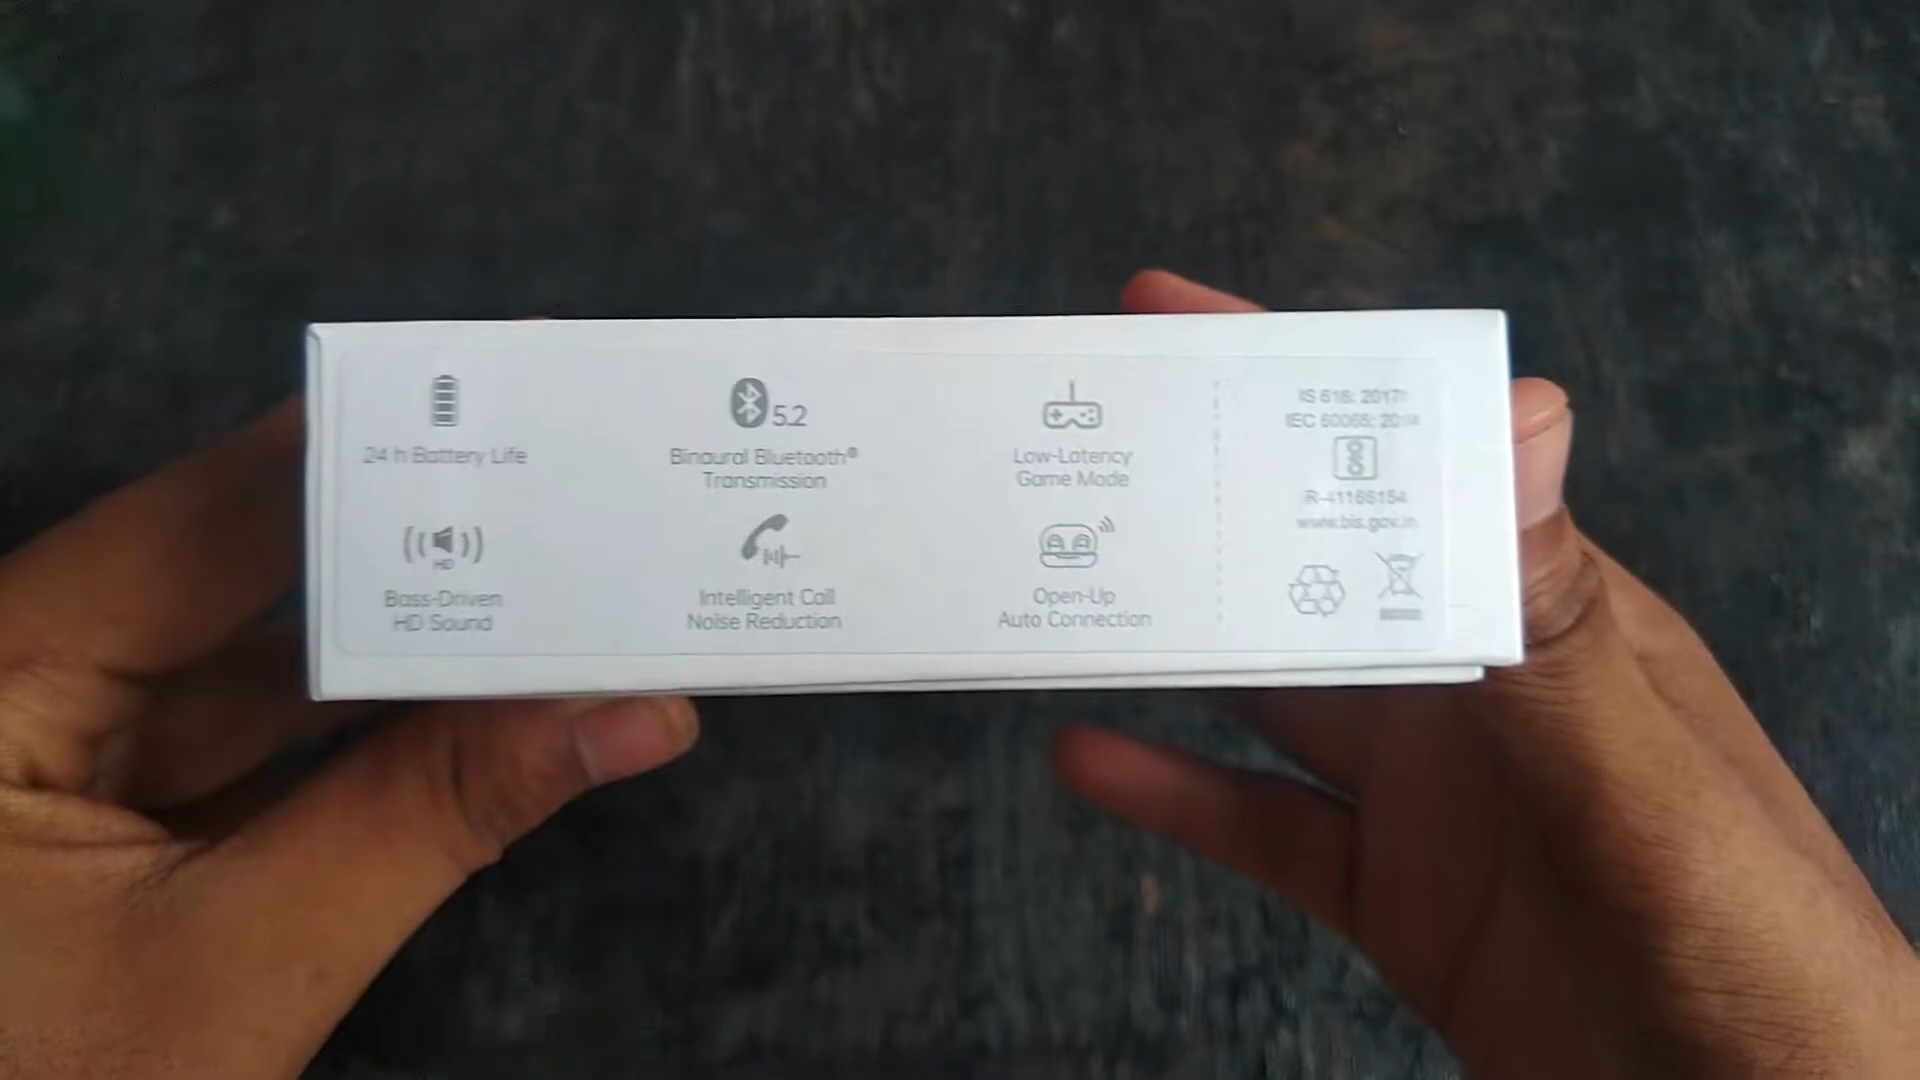 24 h Battery Life
5.2
Binaural Bluetooth®
Transmission
Low-Latency
Game Mode
HD
Bass-Driven
HD Sound
Intelligent Call
Noise Reduction
Open-Up
Auto Connection
IS 616: 2017/
IEC 60065: 2014
R-41166154
www.bis.gov.in